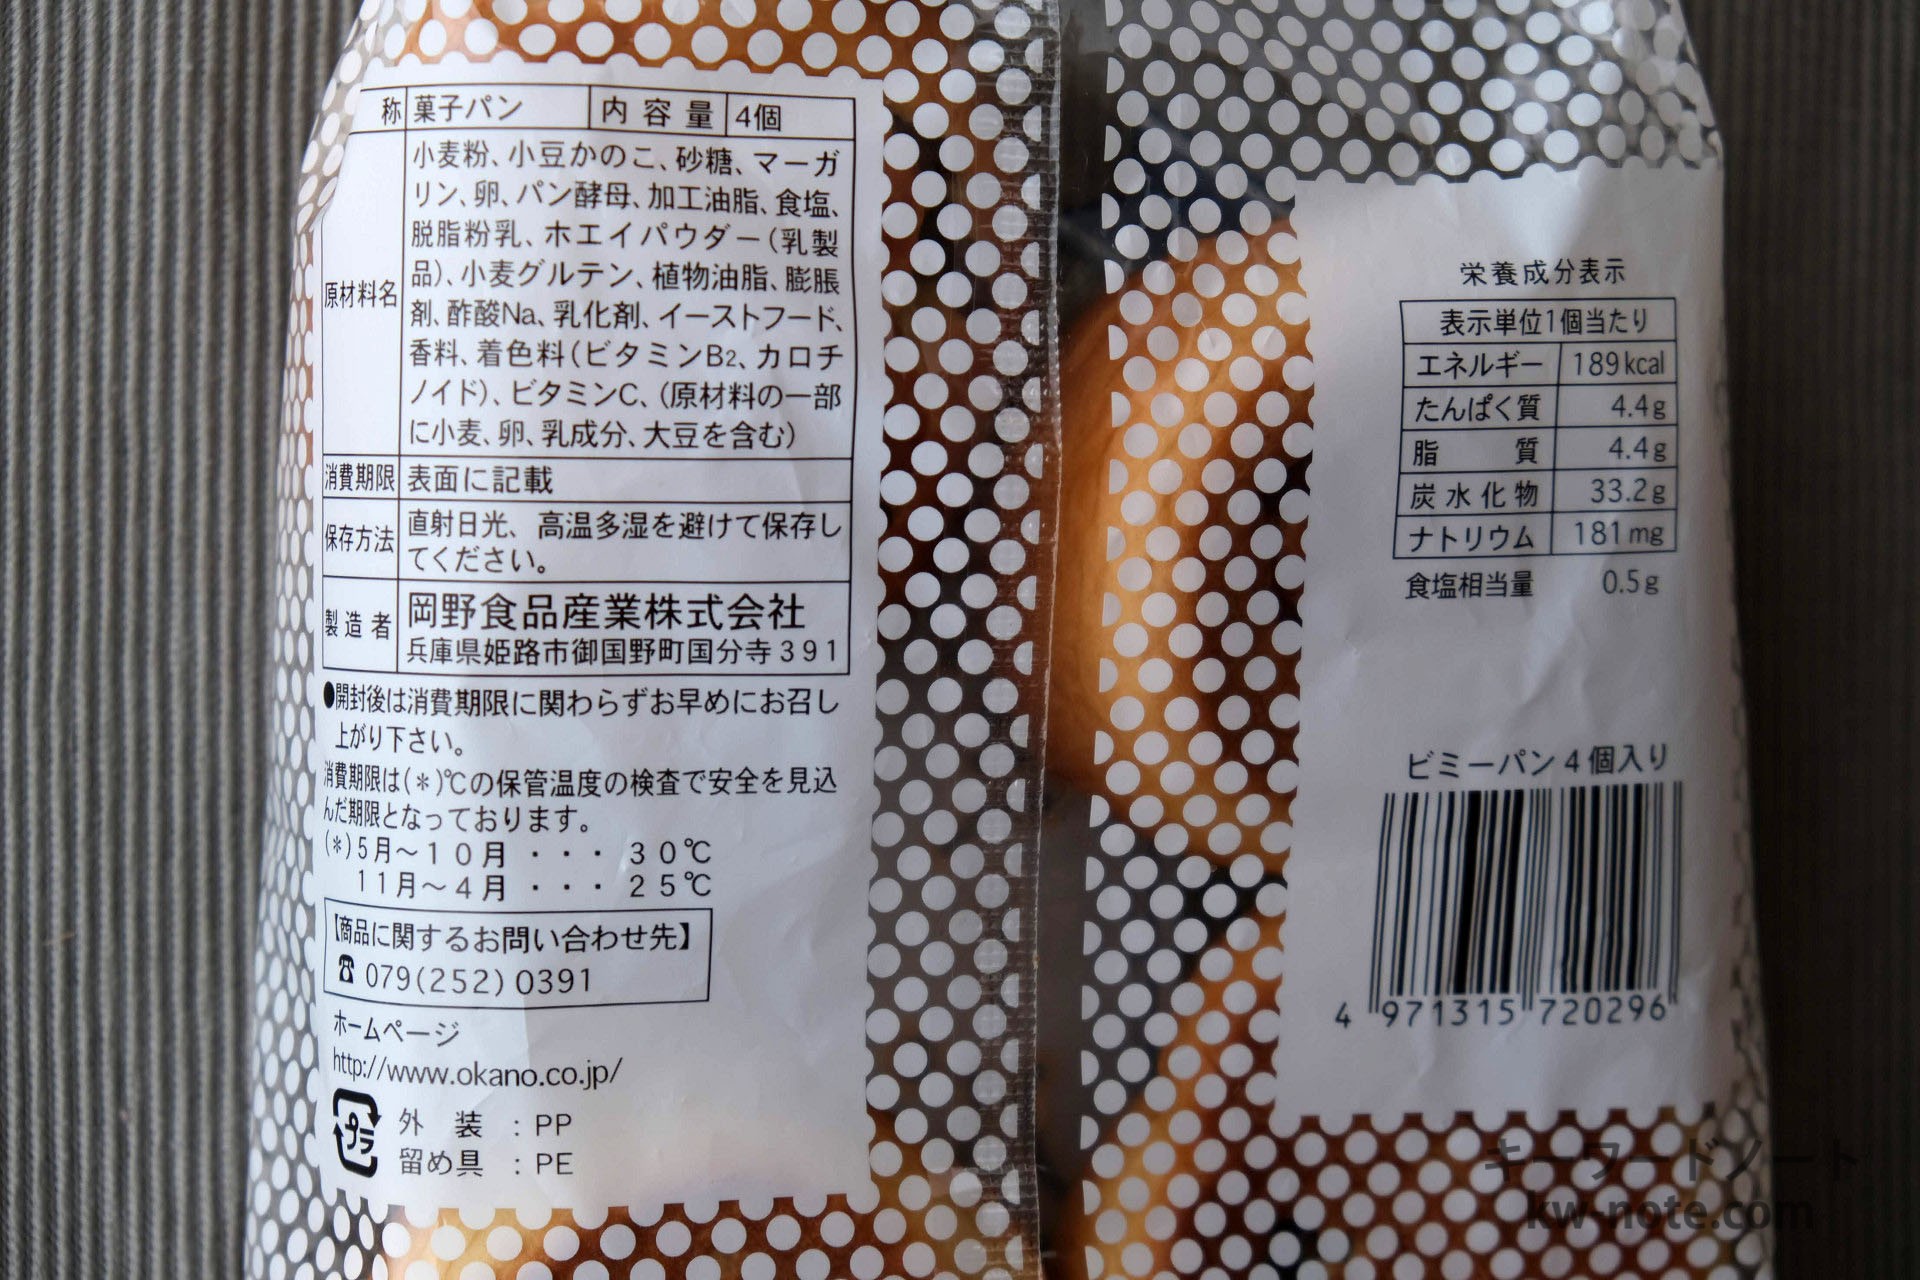 称 菓子パン 内容量 4個
原材料名
小麦粉、小豆かのこ、砂糖、マーガ
リン、卵、パン酵母、加工油脂、食塩、
脱脂粉乳、ホエイパウダー(乳製
品)、小麦グルテン、植物油脂、膨脹
剤、酢酸Na、乳化剤、イーストフード、
香料、着色料(ビタミンB2、カロチ
ノイド)、ビタミンC、(原材料の一部
に小麦、卵、乳成分、大豆を含む)
消費期限 表面に記載
保存方法
直射日光、高温多湿を避けて保存し
てください。
製造者
岡野食品産業株式会社
兵庫県姫路市御国野町国分寺391
●開封後は消費期限に関わらずお早めにお召し
上がり下さい。
消費期限は(*)℃の保管温度の検査で安全を見込
んだ期限となっております。
(*)5月〜10月・・・30℃
11月〜4月・・・25℃
【商品に関するお問い合わせ先】
☎079(252)0391
ホームページ
http://www.okano.co.jp/
プラ
外装:PP
留め具:PE
栄養成分表示
表示単位1個当たり
エネルギー 189kcal
たんぱく質 4.4g
脂質 4.4g
炭水化物 33.2g
ナトリウム 181mg
食塩相当量 0.5g
ビミーパン4個入り
4 971315 720296
キーワードノート
kw-note.com